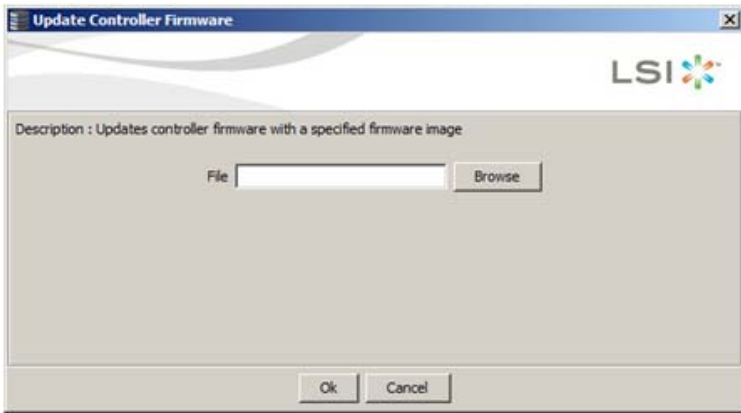 Update Controller Firmware
LSI
Description : Updates controller firmware with a specified firmware image
File
Browse
Ok
Cancel